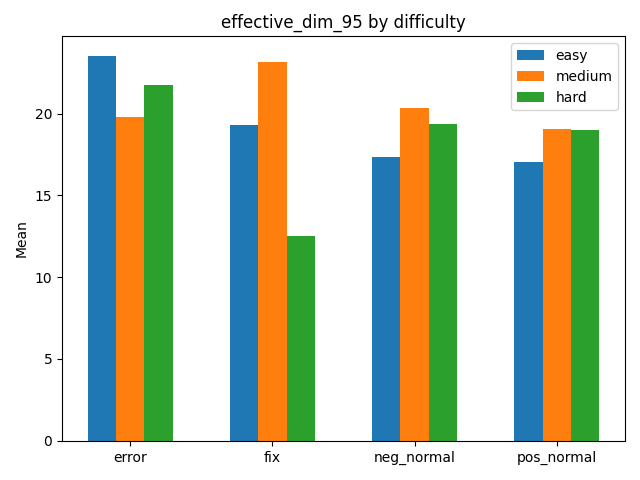 effective_dim_95 by difficulty
easy
medium
hard
Mean
20
15
10
5
0
error
fix
neg_normal
pos_normal